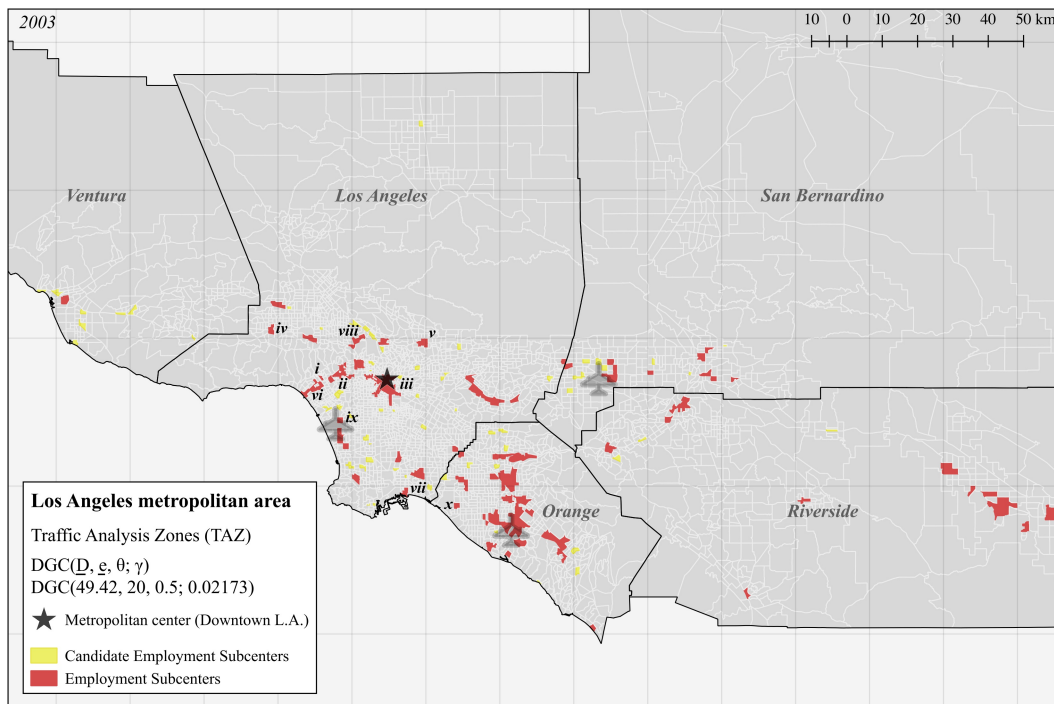 2003
10 0 10 20 30 40 50 km
Ventura
Los Angeles
San Bernardino
iv
viii
v
i
ii
iii
vi
ix
vii
x
Orange
Riverside
Los Angeles metropolitan area
Traffic Analysis Zones (TAZ)
DGC(D, e, θ; γ)
DGC(49.42, 20, 0.5; 0.02173)
Metropolitan center (Downtown L.A.)
Candidate Employment Subcenters
Employment Subcenters